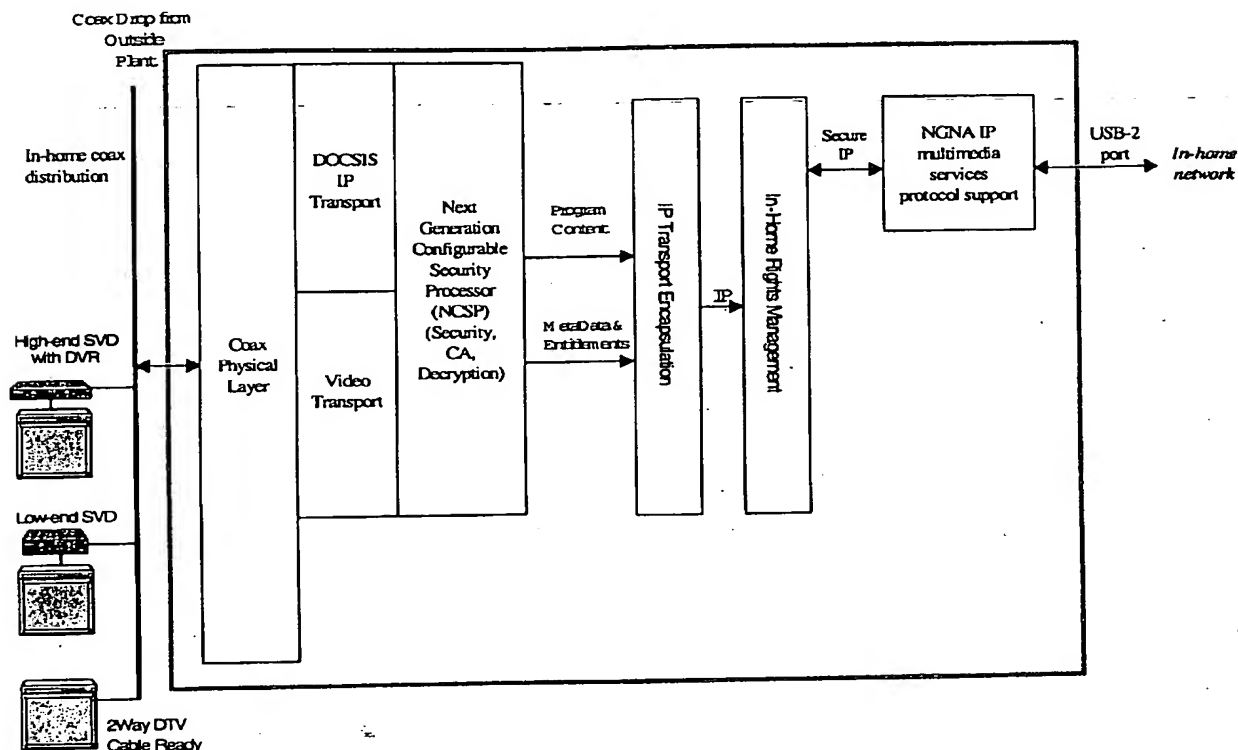 Coax Drop from
Outside
Plant.
In-home coax
distribution
High-end SVD
with DVR
Low-end SVD
2Way DTV
Cable Ready
Coax
Physical
Layer
DOCSIS
IP
Transport
Video
Transport
Next
Generation
Configurable
Security
Processor
(NCSP)
(Security,
CA,
Decryption)
Program
Content.
MetaData &
Entitlements
IP Transport Encapsulation
IP
In-Home Rights Management
Secure
IP
NGNA IP
multimedia
services
protocol support
USB-2
port
In-home
network